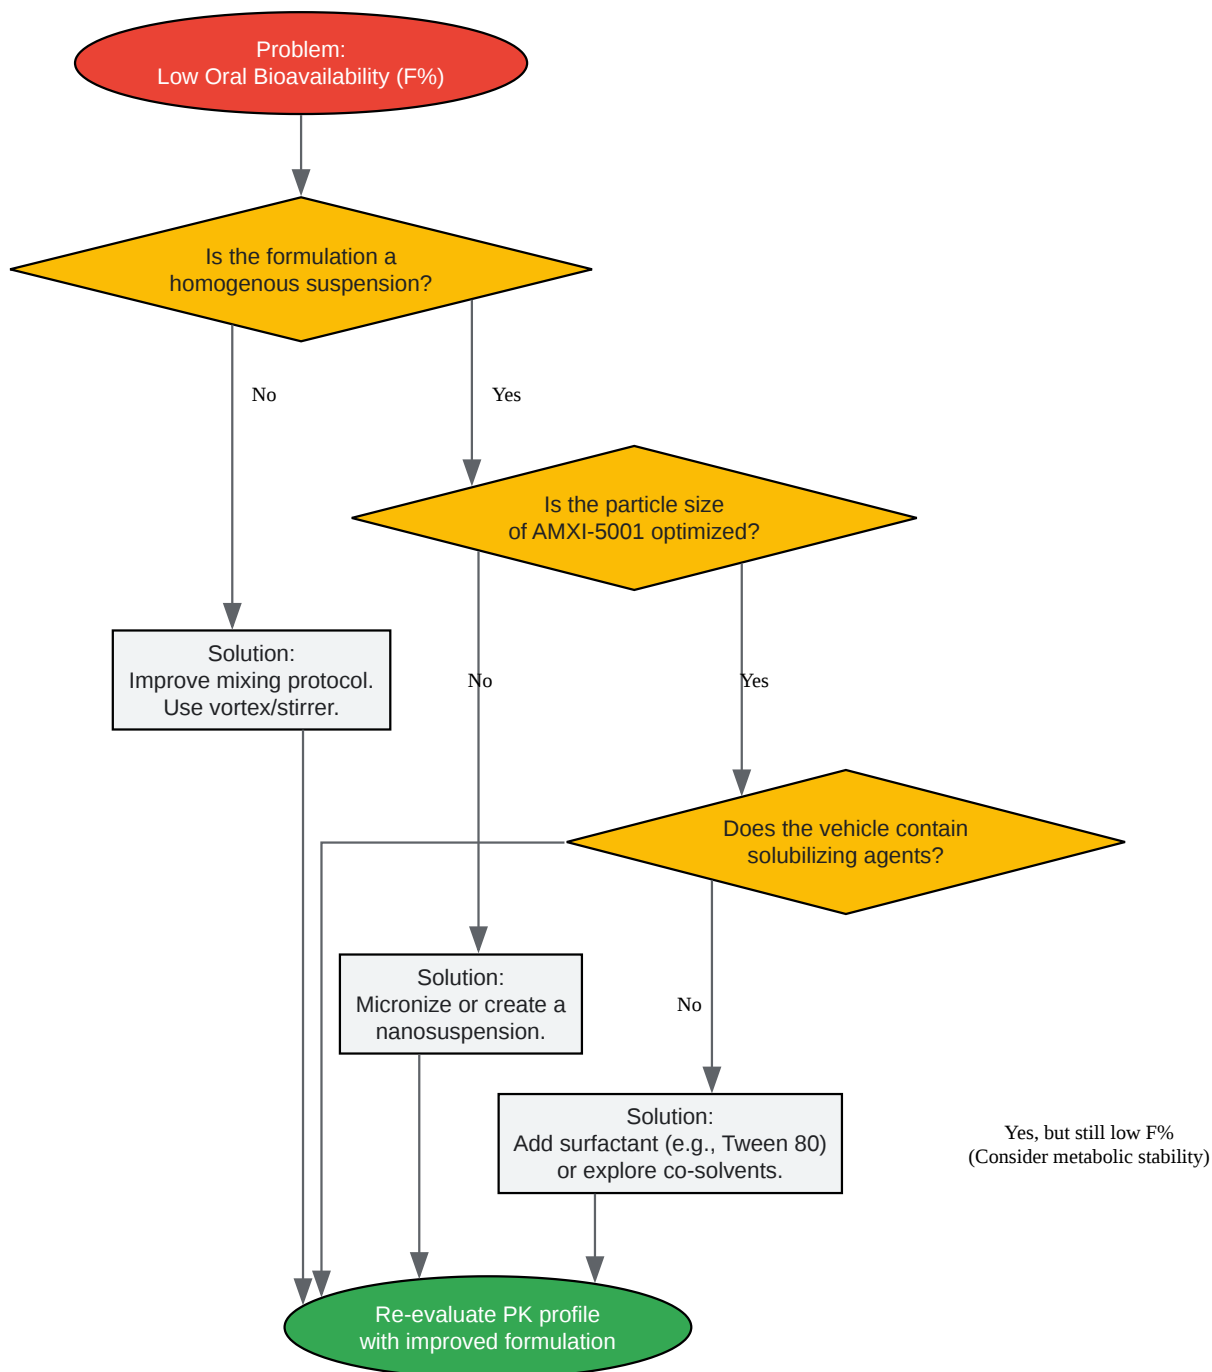 Problem:
Low Oral Bioavailability (F%)
Is the formulation a
homogenous suspension?
No
Yes
Is the particle size
of AMXI-5001 optimized?
Solution:
Improve mixing protocol.
Use vortex/stirrer.
No
Yes
Does the vehicle contain
solubilizing agents?
Solution:
Micronize or create a
nanosuspension.
No
Solution:
Add surfactant (e.g., Tween 80)
or explore co-solvents.
Yes, but still low F%
(Consider metabolic stability)
Re-evaluate PK profile
with improved formulation